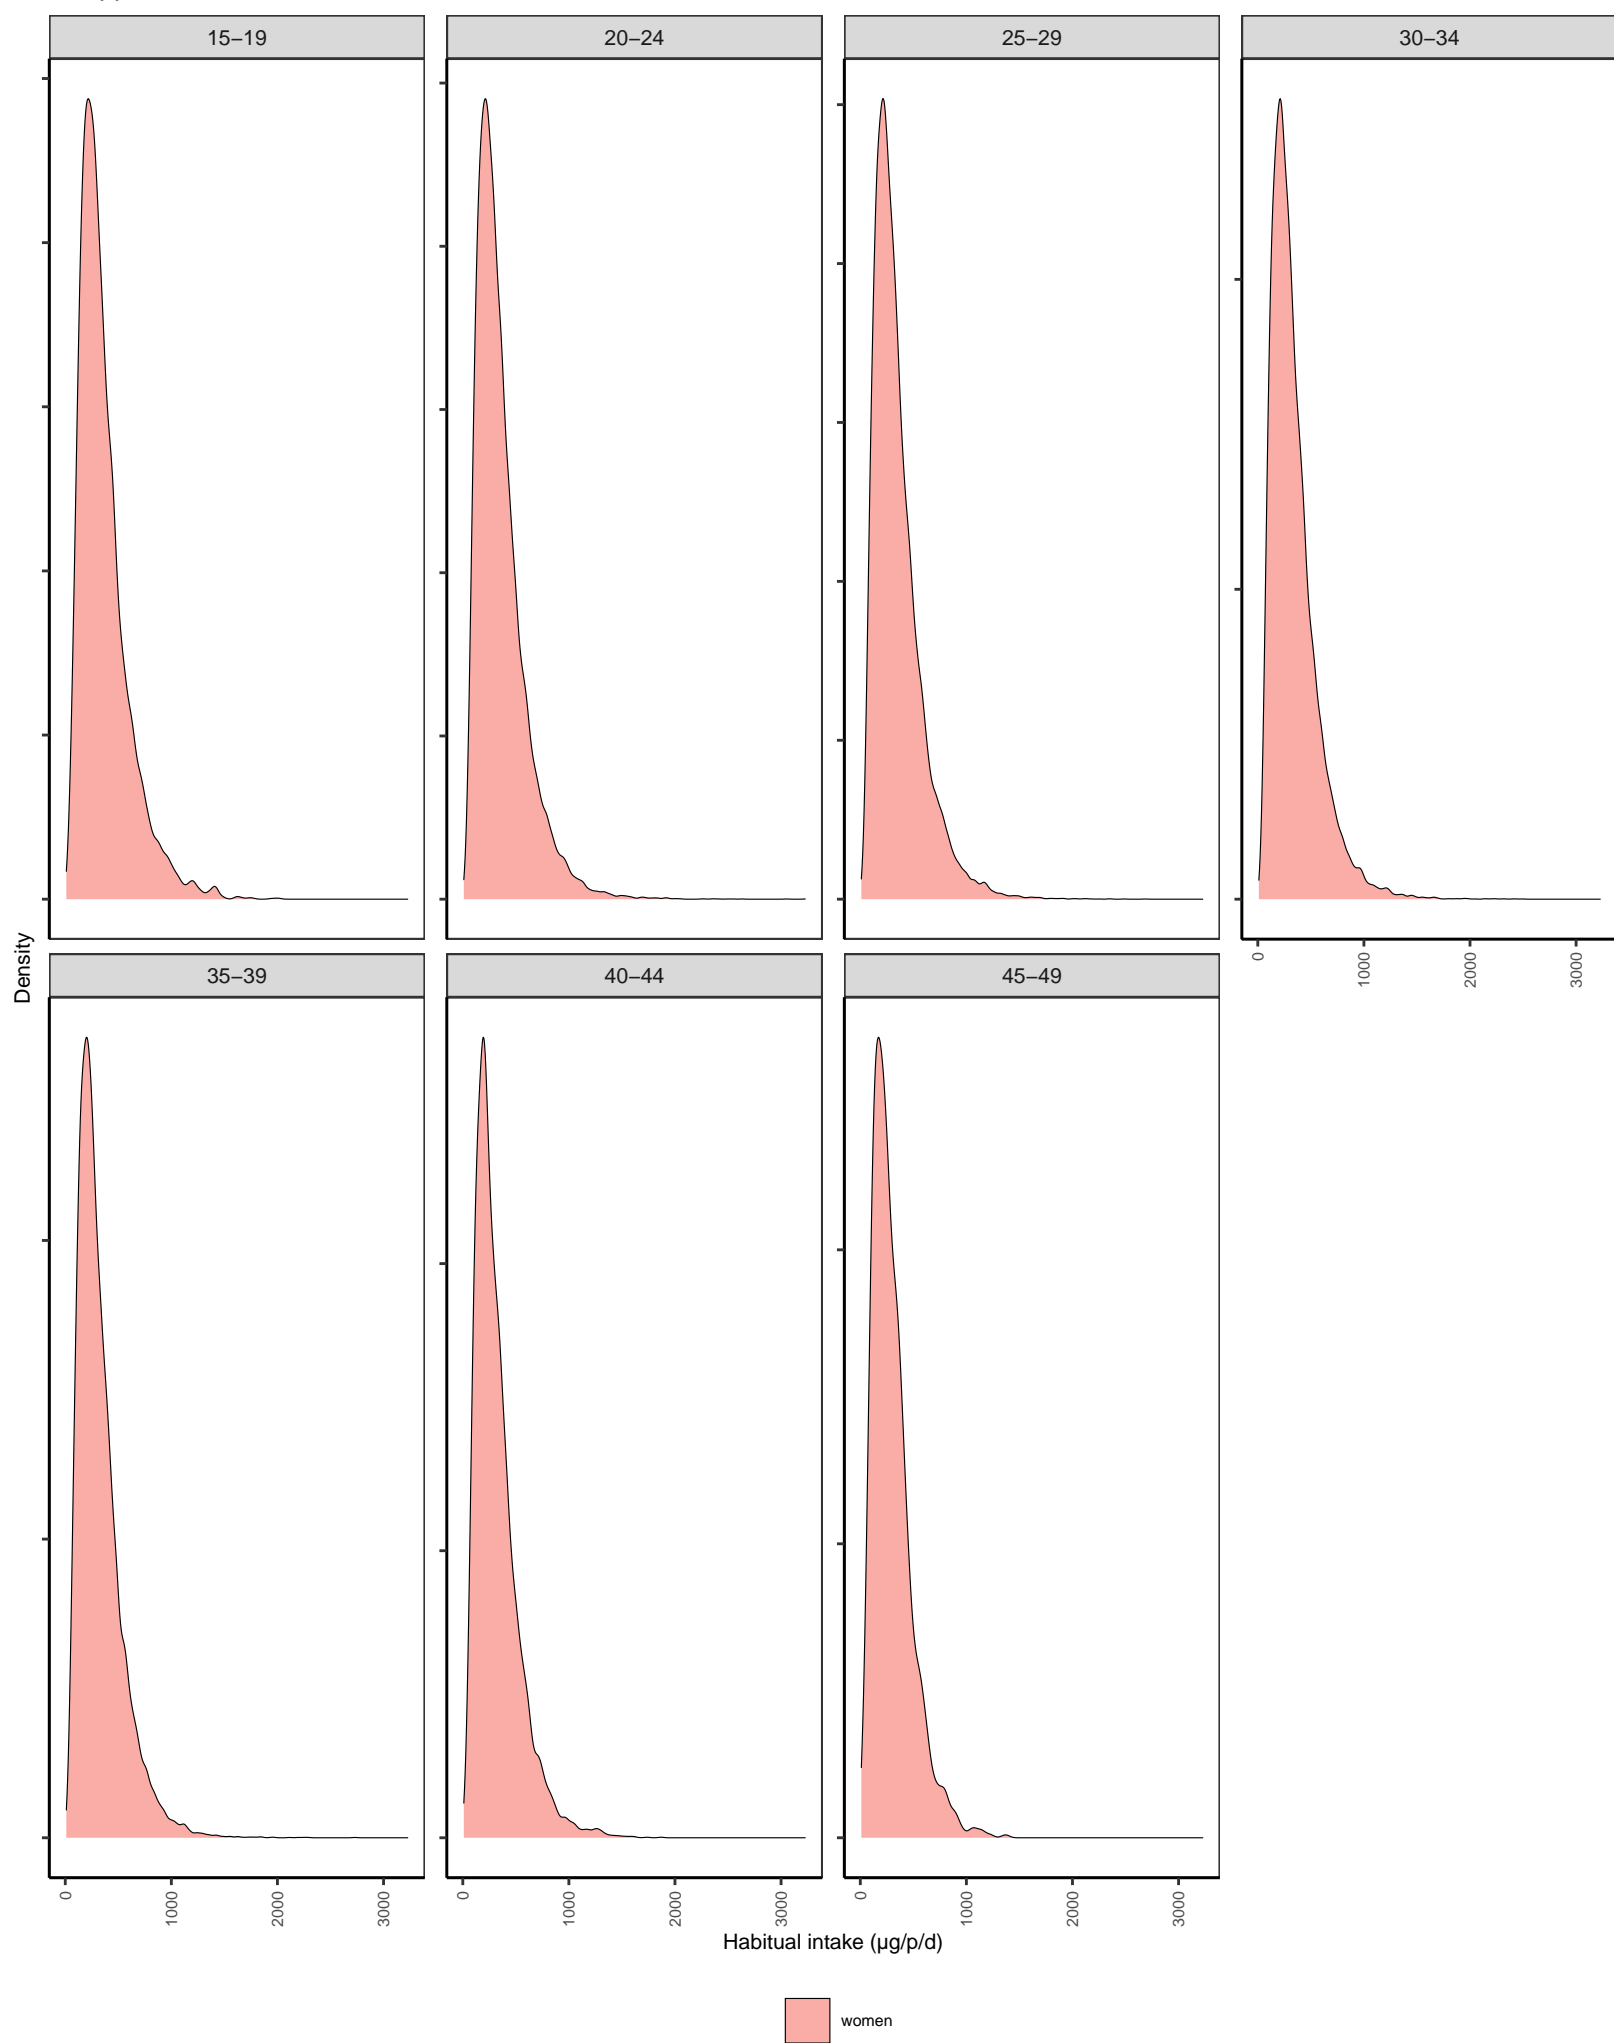 15–19 20–24 25–29 30–34
0 1000 2000 3000
Density
35–39 40–44 45–49
0 1000 2000 3000 0 1000 2000 3000 0 1000 2000 3000
Habitual intake (µg/p/d)
women